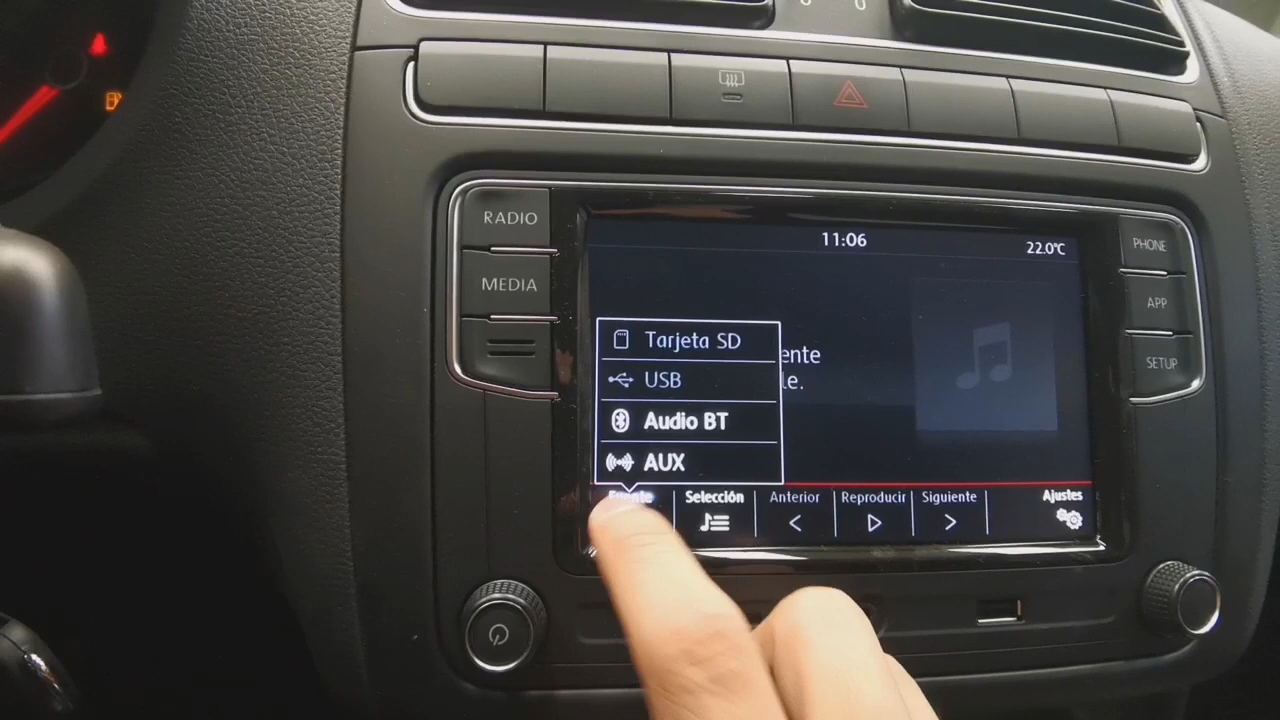 RADIO
MEDIA
PHONE
APP
SETUP
11:06
22.0°C
Tarjeta SD
USB
Audio BT
AUX
ente
le.
Fuente
Selección
Anterior
Reproducir
Siguiente
Ajustes